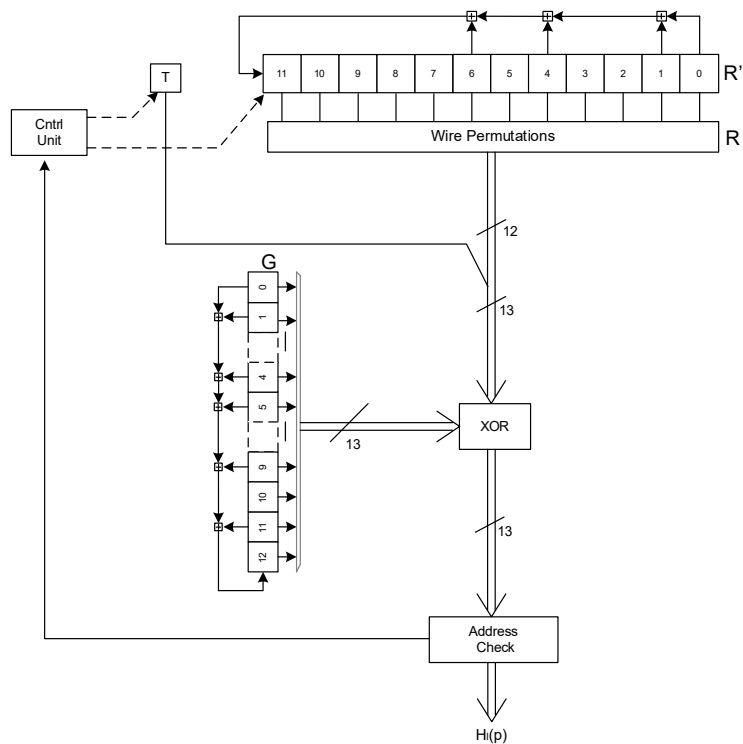 T
11 10 9 8 7 6 5 4 3 2 1 0
R'
Cntrl
Unit
Wire Permutations
R
12
G
0
1
13
4
5
XOR
13
9
10
11
13
12
Address
Check
Hl(p)